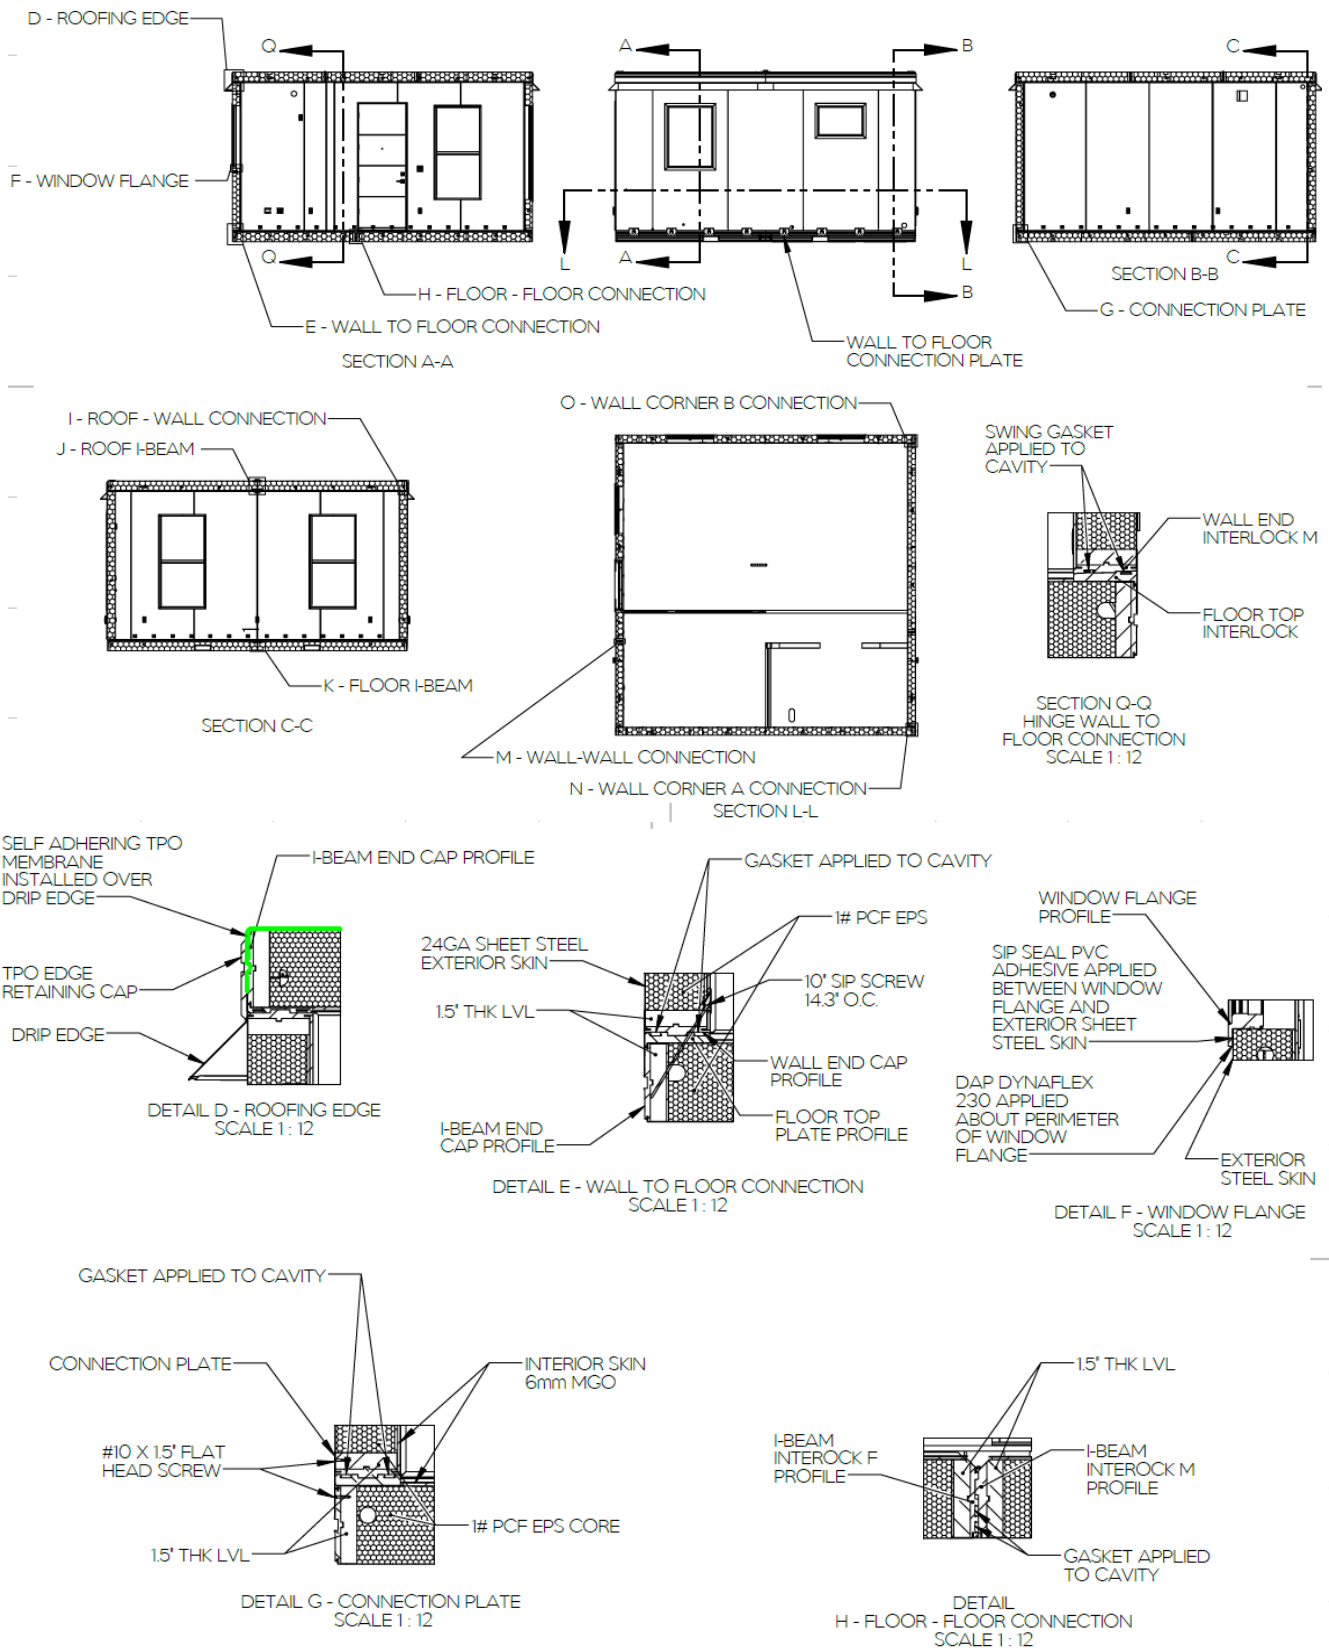 D - ROOFING EDGE
Q
A
B
C
F - WINDOW FLANGE
Q
A
L
L
B
C
SECTION B-B
H - FLOOR - FLOOR CONNECTION
G - CONNECTION PLATE
E - WALL TO FLOOR CONNECTION
WALL TO FLOOR
CONNECTION PLATE
SECTION A-A
I - ROOF - WALL CONNECTION
J - ROOF I-BEAM
K - FLOOR I-BEAM
SECTION C-C
O - WALL CORNER B CONNECTION
M - WALL-WALL CONNECTION
N - WALL CORNER A CONNECTION
SECTION L-L
SWING GASKET
APPLIED TO
CAVITY
WALL END
INTERLOCK M
FLOOR TOP
INTERLOCK
SECTION Q-Q
HINGE WALL TO
FLOOR CONNECTION
SCALE 1 : 12
SELF ADHERING TPO
MEMBRANE
INSTALLED OVER
DRIP EDGE
I-BEAM END CAP PROFILE
TPO EDGE
RETAINING CAP
DRIP EDGE
DETAIL D - ROOFING EDGE
SCALE 1 : 12
GASKET APPLIED TO CAVITY
1# PCF EPS
24GA SHEET STEEL
EXTERIOR SKIN
10" SIP SCREW
14.3" O.C.
1.5" THK LVL
WALL END CAP
PROFILE
I-BEAM END
CAP PROFILE
FLOOR TOP
PLATE PROFILE
DETAIL E - WALL TO FLOOR CONNECTION
SCALE 1 : 12
WINDOW FLANGE
PROFILE
SIP SEAL PVC
ADHESIVE APPLIED
BETWEEN WINDOW
FLANGE AND
EXTERIOR SHEET
STEEL SKIN
DAP DYNAFLEX
230 APPLIED
ABOUT PERIMETER
OF WINDOW
FLANGE
EXTERIOR
STEEL SKIN
DETAIL F - WINDOW FLANGE
SCALE 1 : 12
GASKET APPLIED TO CAVITY
CONNECTION PLATE
INTERIOR SKIN
6mm MGO
#10 X 1.5" FLAT
HEAD SCREW
1# PCF EPS CORE
1.5" THK LVL
DETAIL G - CONNECTION PLATE
SCALE 1 : 12
1.5" THK LVL
I-BEAM
INTEROCK F
PROFILE
I-BEAM
INTEROCK M
PROFILE
GASKET APPLIED
TO CAVITY
DETAIL
H - FLOOR - FLOOR CONNECTION
SCALE 1 : 12